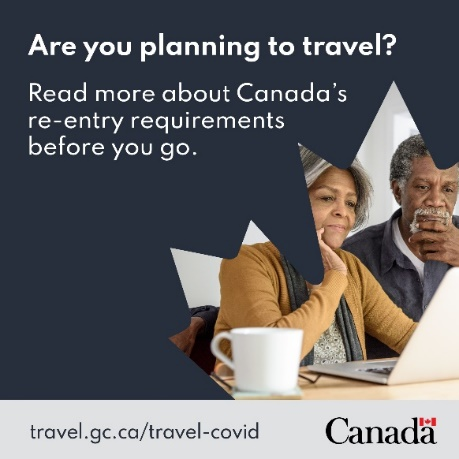 Are you planning to travel?
Read more about Canada's
re-entry requirements
before you go.
travel.gc.ca/travel-covid
Canada